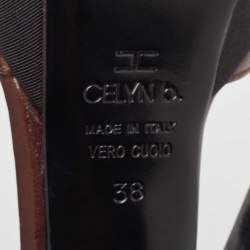 CELYN b.
MADE IN ITALY
VERO CUOIO
38